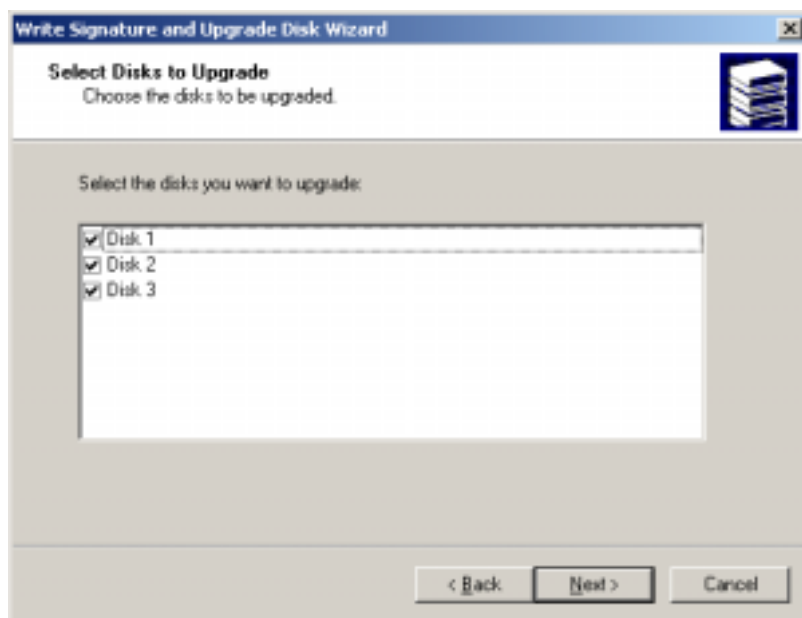 Write Signature and Upgrade Disk Wizard
Select Disks to Upgrade
Choose the disks to be upgraded.
Select the disks you want to upgrade:
Disk 1
Disk 2
Disk 3
< Back
Next >
Cancel